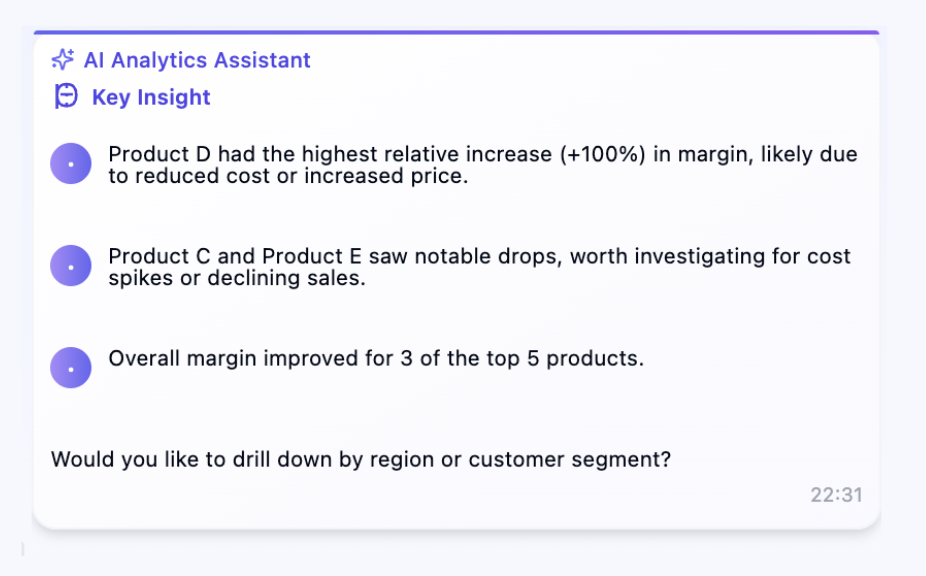 AI Analytics Assistant
Key Insight
Product D had the highest relative increase (+100%) in margin, likely due
to reduced cost or increased price.
Product C and Product E saw notable drops, worth investigating for cost
spikes or declining sales.
Overall margin improved for 3 of the top 5 products.
Would you like to drill down by region or customer segment?
22:31